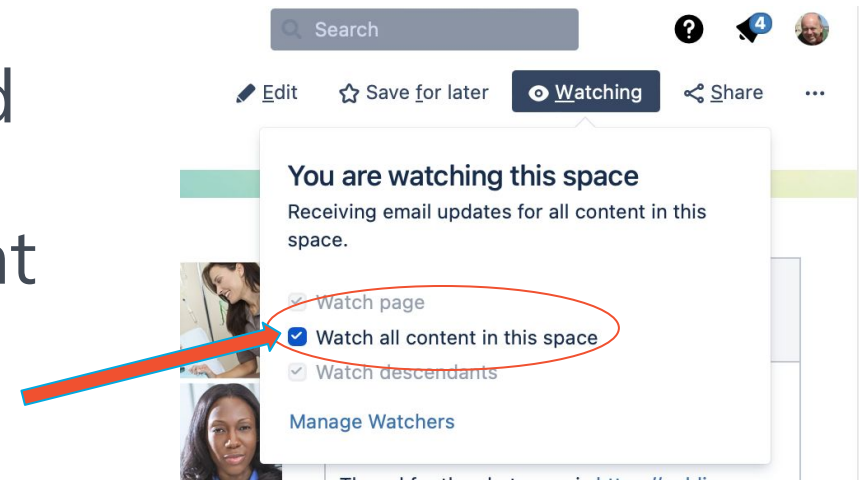 Search
4
Edit Save for later Watching Share
d
You are watching this space
Receiving email updates for all content in this
space.
nt
Watch page
Watch all content in this space
Watch descendants
Manage Watchers